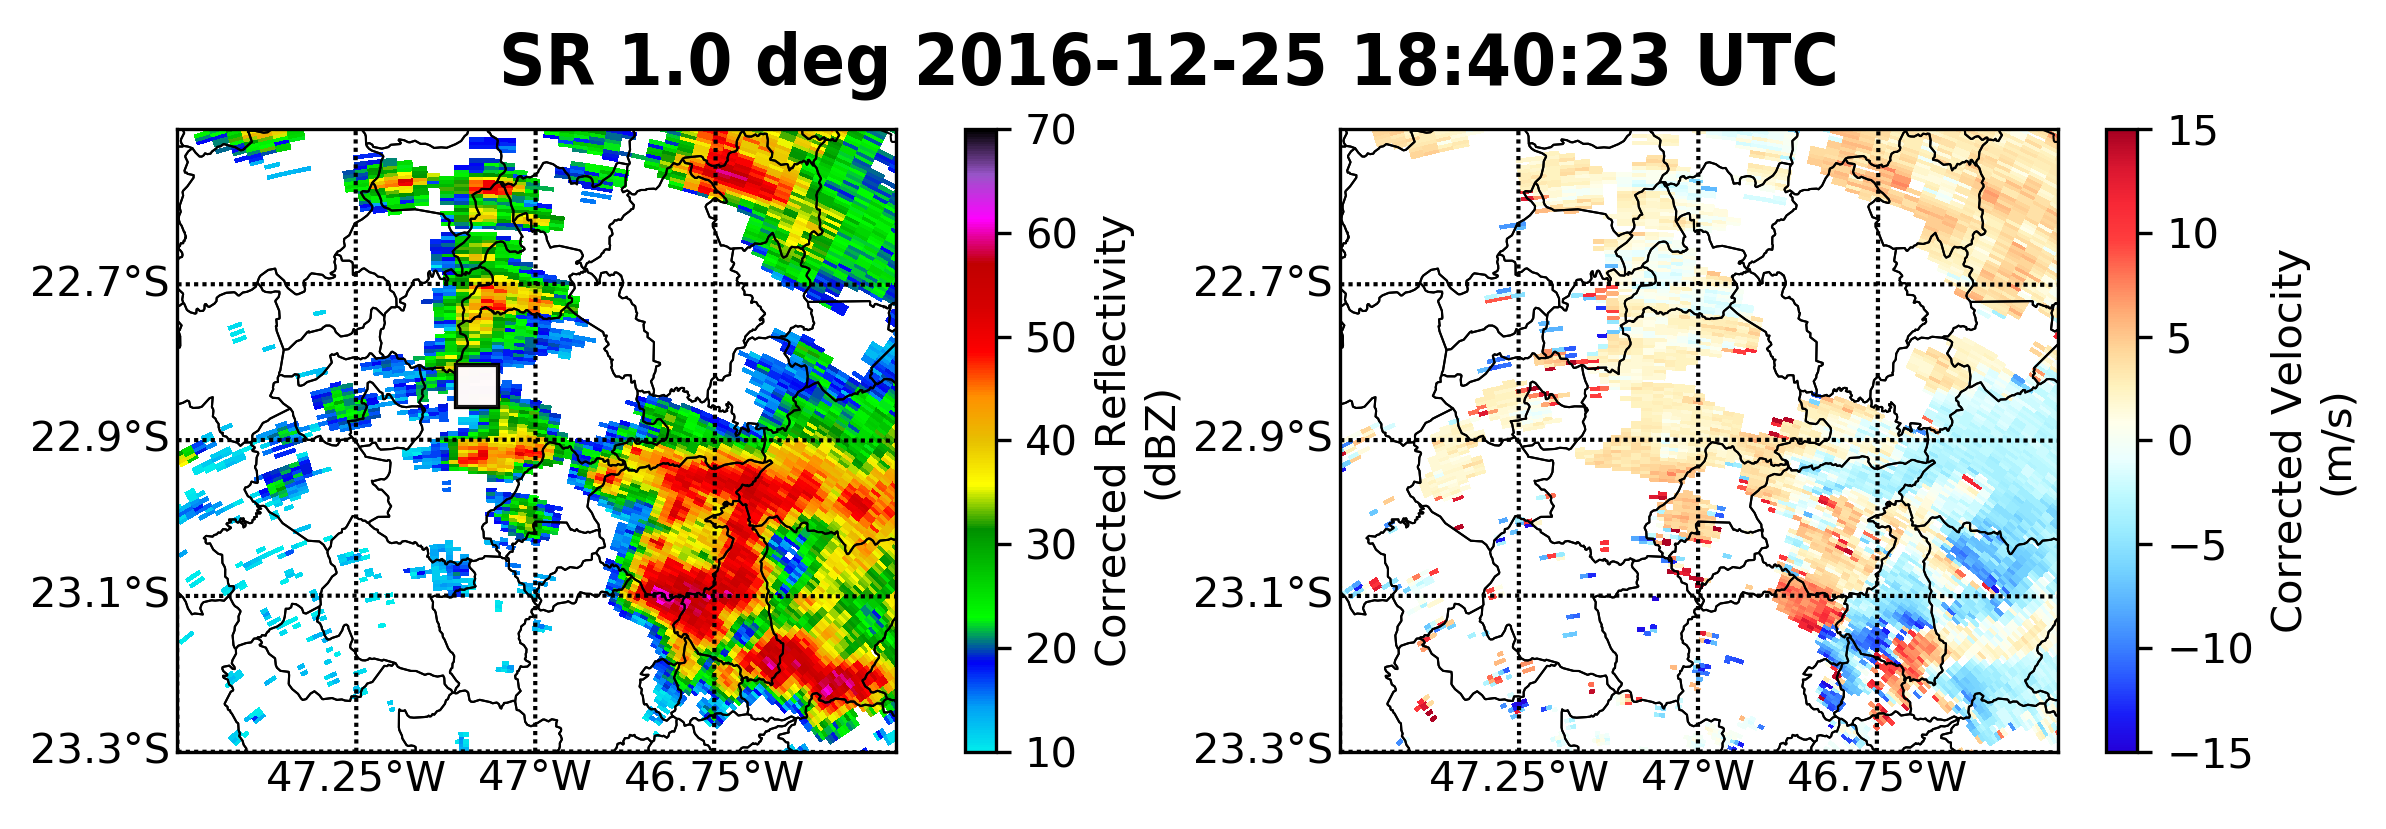 SR 1.0 deg 2016-12-25 18:40:23 UTC
22.7°S
22.9°S
23.1°S
23.3°S
47.25°W
47°W
46.75°W
70
60
50
40
30
20
10
Corrected Reflectivity
(dBZ)
22.7°S
22.9°S
23.1°S
23.3°S
47.25°W
47°W
46.75°W
15
10
5
0
−5
−10
−15
Corrected Velocity
(m/s)